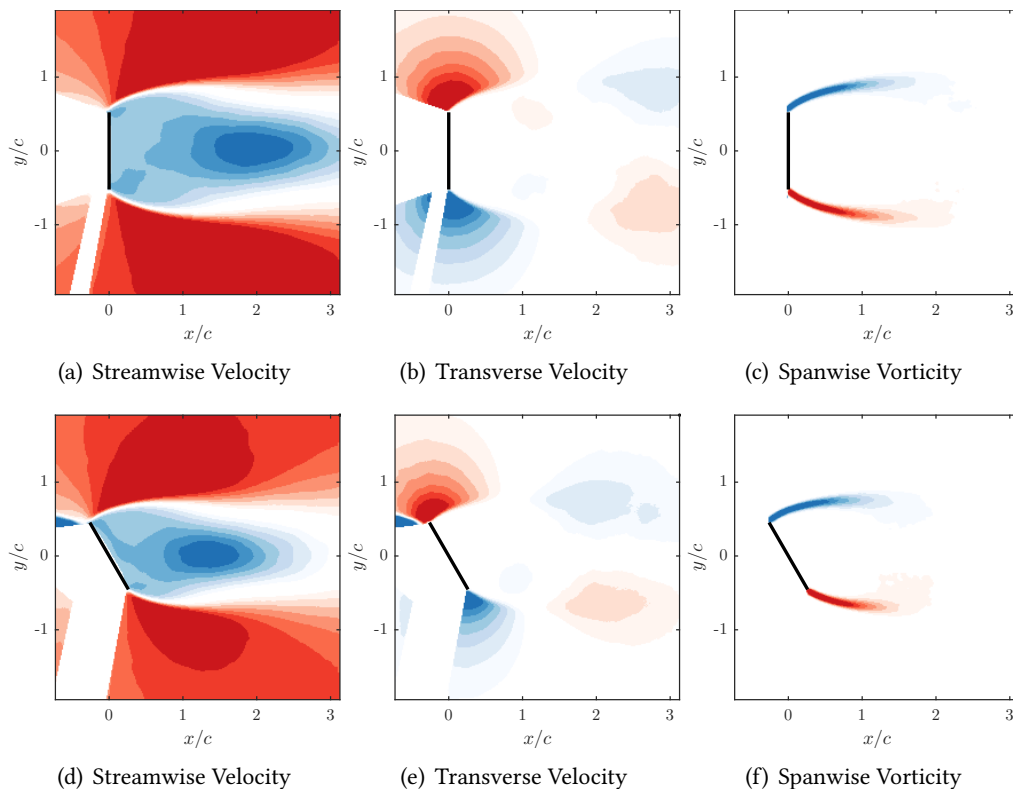 1
0
-1
y/c
0 1 2 3
x/c
(a) Streamwise Velocity
1
0
-1
y/c
0 1 2 3
x/c
(b) Transverse Velocity
1
0
-1
y/c
0 1 2 3
x/c
(c) Spanwise Vorticity
1
0
-1
y/c
0 1 2 3
x/c
(d) Streamwise Velocity
1
0
-1
y/c
0 1 2 3
x/c
(e) Transverse Velocity
1
0
-1
y/c
0 1 2 3
x/c
(f) Spanwise Vorticity